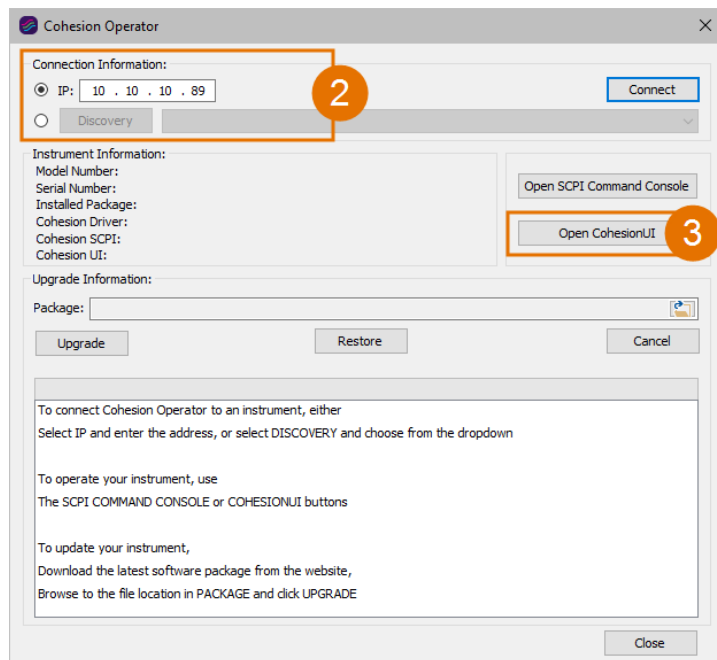 Cohesion Operator
Connection Information:
IP: 10 . 10 . 10 . 89
2
Connect
Discovery
Instrument Information:
Model Number:
Serial Number:
Installed Package:
Cohesion Driver:
Cohesion SCPI:
Cohesion UI:
Open SCPI Command Console
Open CohesionUI
3
Upgrade Information:
Package:
Upgrade
Restore
Cancel
To connect Cohesion Operator to an instrument, either
Select IP and enter the address, or select DISCOVERY and choose from the dropdown
To operate your instrument, use
The SCPI COMMAND CONSOLE or COHESIONUI buttons
To update your instrument,
Download the latest software package from the website,
Browse to the file location in PACKAGE and click UPGRADE
Close